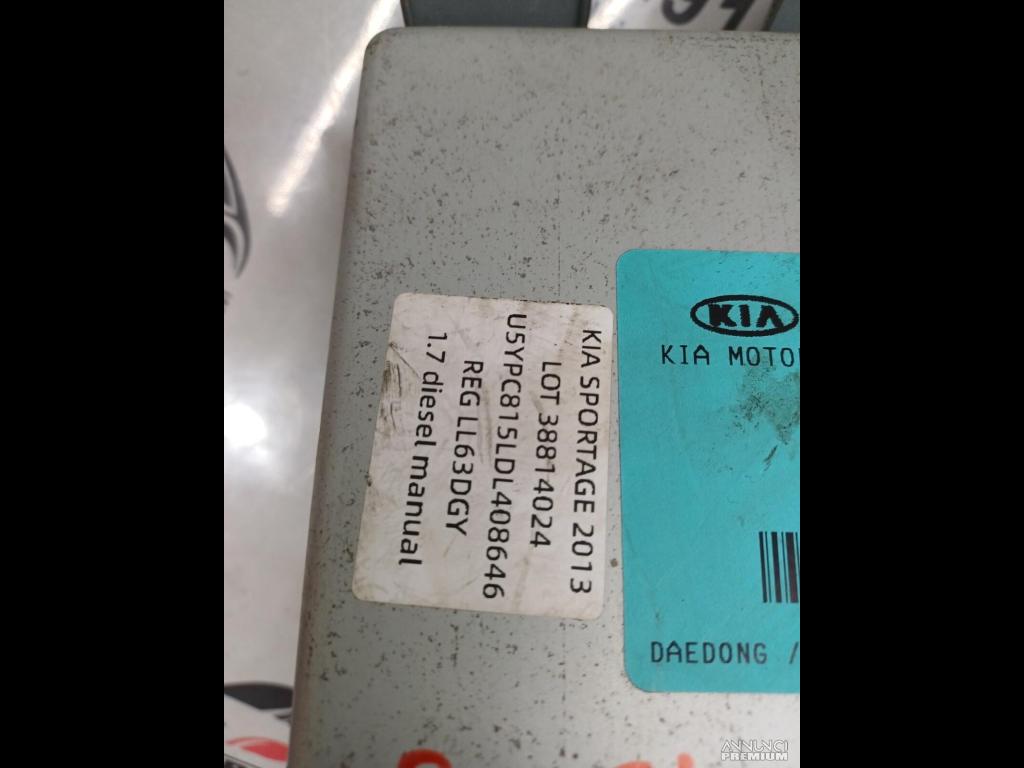 KIA SPORTAGE 2013
LOT 38814024
U5YPC815LDL408646
REG LL63DGY
1.7 diesel manual
KIA
KIA MOTO
DAEDONG /
ANNUNCI
PREMIUM